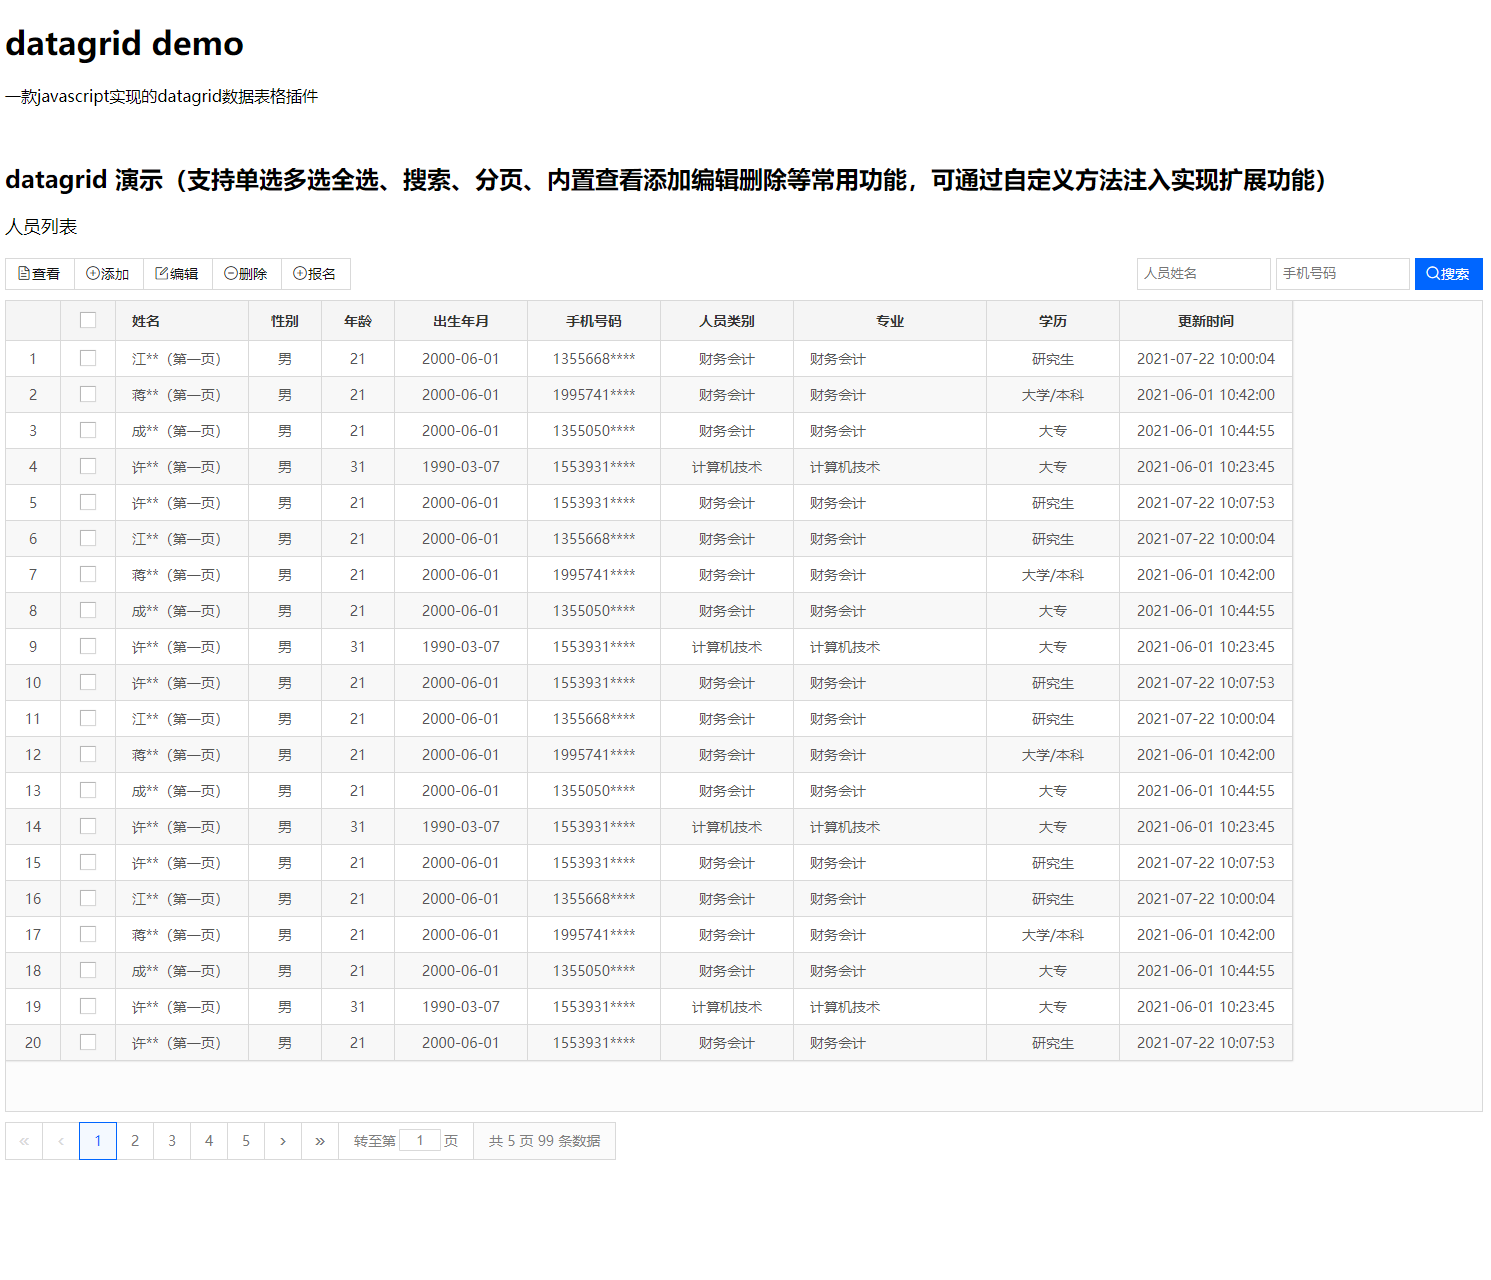 datagrid demo
一款javascript实现的datagrid数据表格插件
datagrid 演示（支持单选多选全选、搜索、分页、内置查看添加编辑删除等常用功能，可通过自定义方法注入实现扩展功能）
人员列表
查看 添加 编辑 删除 报名 人员姓名 手机号码 搜索
姓名 性别 年龄 出生年月 手机号码 人员类别 专业 学历 更新时间
1 江**（第一页） 男 21 2000-06-01 1355668**** 财务会计 财务会计 研究生 2021-07-22 10:00:04
2 蒋**（第一页） 男 21 2000-06-01 1995741**** 财务会计 财务会计 大学/本科 2021-06-01 10:42:00
3 成**（第一页） 男 21 2000-06-01 1355050**** 财务会计 财务会计 大专 2021-06-01 10:44:55
4 许**（第一页） 男 31 1990-03-07 1553931**** 计算机技术 计算机技术 大专 2021-06-01 10:23:45
5 许**（第一页） 男 21 2000-06-01 1553931**** 财务会计 财务会计 研究生 2021-07-22 10:07:53
6 江**（第一页） 男 21 2000-06-01 1355668**** 财务会计 财务会计 研究生 2021-07-22 10:00:04
7 蒋**（第一页） 男 21 2000-06-01 1995741**** 财务会计 财务会计 大学/本科 2021-06-01 10:42:00
8 成**（第一页） 男 21 2000-06-01 1355050**** 财务会计 财务会计 大专 2021-06-01 10:44:55
9 许**（第一页） 男 31 1990-03-07 1553931**** 计算机技术 计算机技术 大专 2021-06-01 10:23:45
10 许**（第一页） 男 21 2000-06-01 1553931**** 财务会计 财务会计 研究生 2021-07-22 10:07:53
11 江**（第一页） 男 21 2000-06-01 1355668**** 财务会计 财务会计 研究生 2021-07-22 10:00:04
12 蒋**（第一页） 男 21 2000-06-01 1995741**** 财务会计 财务会计 大学/本科 2021-06-01 10:42:00
13 成**（第一页） 男 21 2000-06-01 1355050**** 财务会计 财务会计 大专 2021-06-01 10:44:55
14 许**（第一页） 男 31 1990-03-07 1553931**** 计算机技术 计算机技术 大专 2021-06-01 10:23:45
15 许**（第一页） 男 21 2000-06-01 1553931**** 财务会计 财务会计 研究生 2021-07-22 10:07:53
16 江**（第一页） 男 21 2000-06-01 1355668**** 财务会计 财务会计 研究生 2021-07-22 10:00:04
17 蒋**（第一页） 男 21 2000-06-01 1995741**** 财务会计 财务会计 大学/本科 2021-06-01 10:42:00
18 成**（第一页） 男 21 2000-06-01 1355050**** 财务会计 财务会计 大专 2021-06-01 10:44:55
19 许**（第一页） 男 31 1990-03-07 1553931**** 计算机技术 计算机技术 大专 2021-06-01 10:23:45
20 许**（第一页） 男 21 2000-06-01 1553931**** 财务会计 财务会计 研究生 2021-07-22 10:07:53
« ‹ 1 2 3 4 5 › » 转至第 1 页 共 5 页 99 条数据